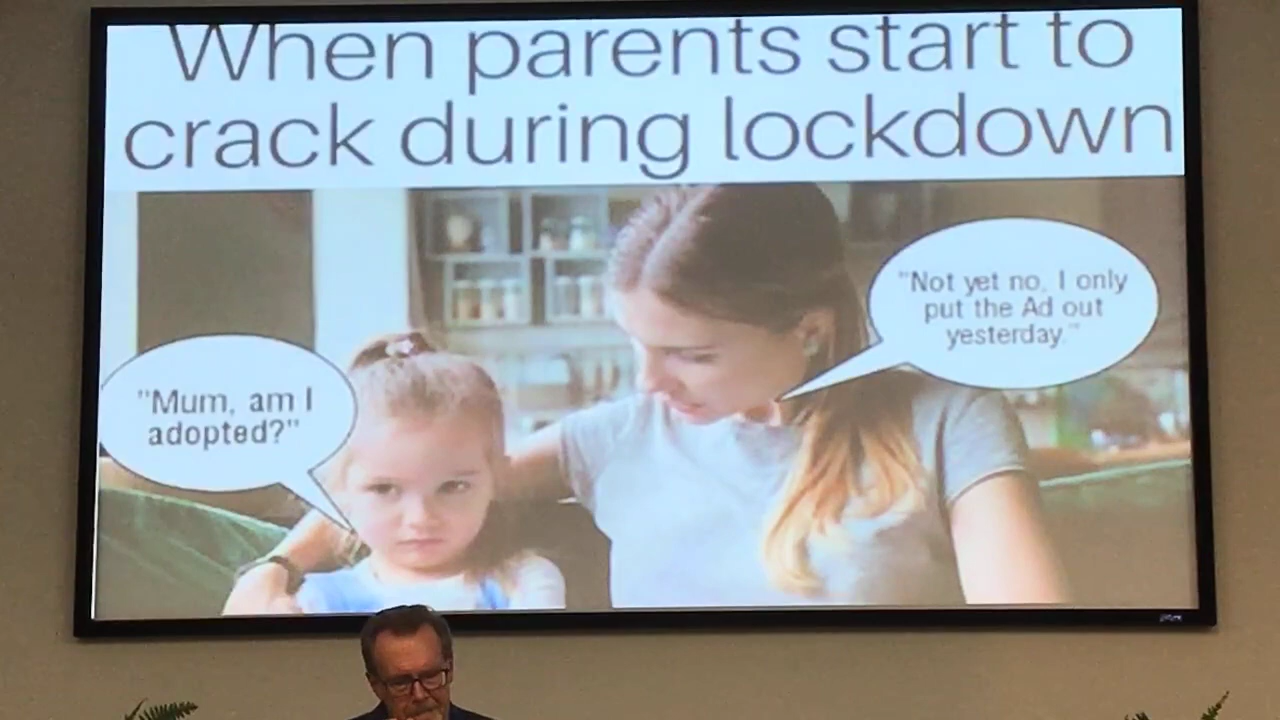 When parents start to
crack during lockdown
"Mum, am I
adopted?"
"Not yet no, I only
put the Ad out
yesterday."